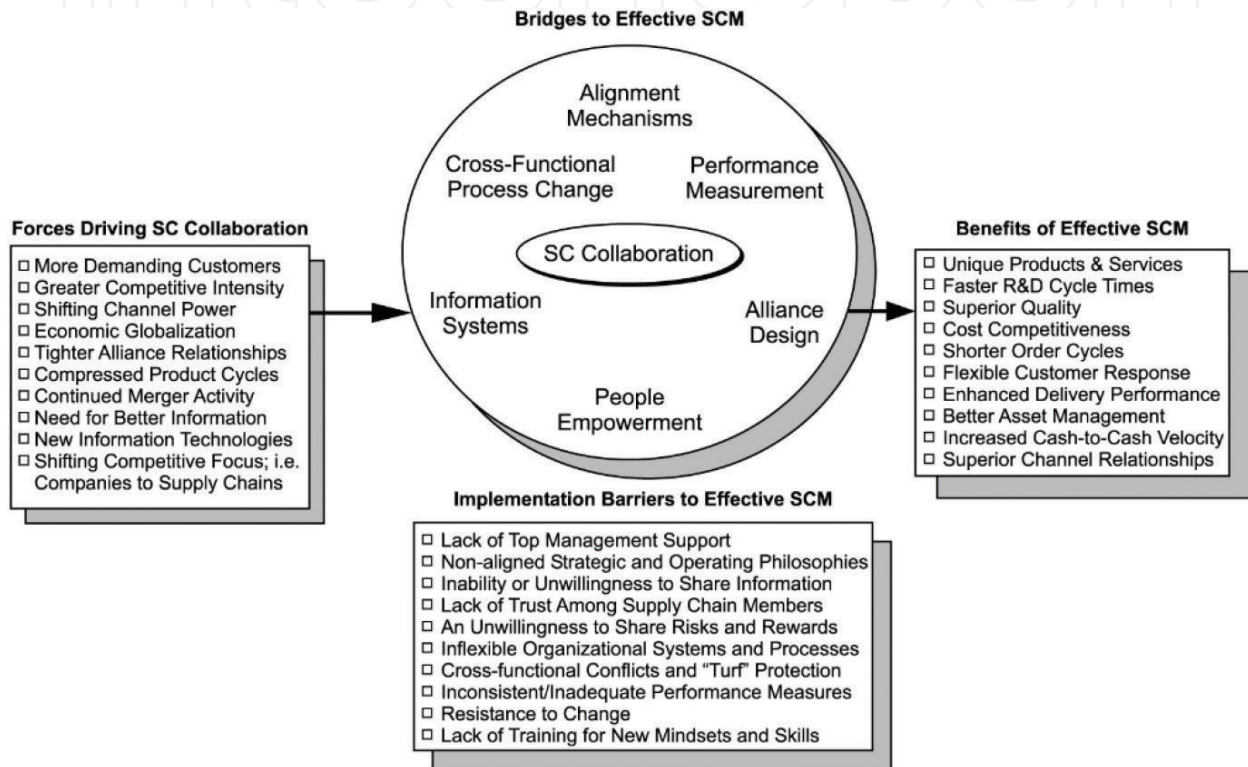 Bridges to Effective SCM
Alignment
Mechanisms
Cross-Functional
Process Change
Performance
Measurement
SC Collaboration
Information
Systems
Alliance
Design
People
Empowerment
Forces Driving SC Collaboration
□ More Demanding Customers
□ Greater Competitive Intensity
□ Shifting Channel Power
□ Economic Globalization
□ Tighter Alliance Relationships
□ Compressed Product Cycles
□ Continued Merger Activity
□ Need for Better Information
□ New Information Technologies
□ Shifting Competitive Focus; i.e.
Companies to Supply Chains
Benefits of Effective SCM
□ Unique Products & Services
□ Faster R&D Cycle Times
□ Superior Quality
□ Cost Competitiveness
□ Shorter Order Cycles
□ Flexible Customer Response
□ Enhanced Delivery Performance
□ Better Asset Management
□ Increased Cash-to-Cash Velocity
□ Superior Channel Relationships
Implementation Barriers to Effective SCM
□ Lack of Top Management Support
□ Non-aligned Strategic and Operating Philosophies
□ Inability or Unwillingness to Share Information
□ Lack of Trust Among Supply Chain Members
□ An Unwillingness to Share Risks and Rewards
□ Inflexible Organizational Systems and Processes
□ Cross-functional Conflicts and “Turf” Protection
□ Inconsistent/Inadequate Performance Measures
□ Resistance to Change
□ Lack of Training for New Mindsets and Skills